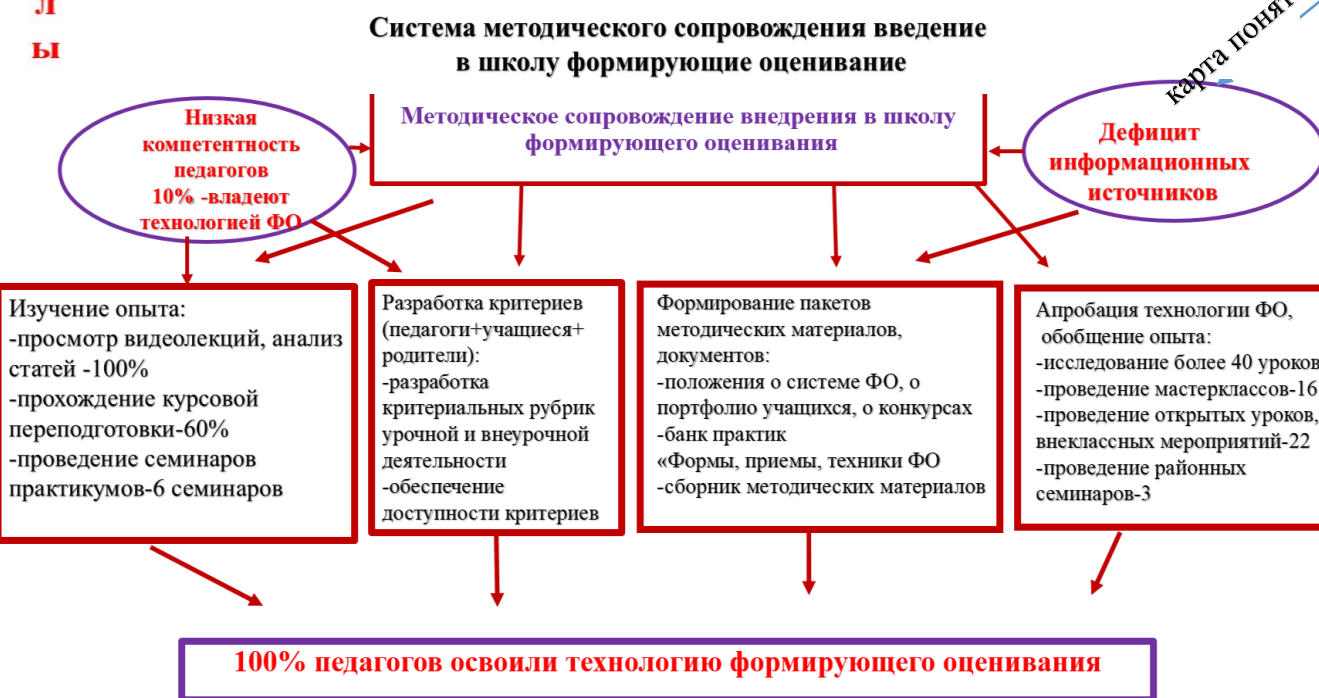 л
ы
Система методического сопровождения введение
в школу формирующие оценивание
карта понят
Методическое сопровождение внедрения в школу
формирующего оценивания
Низкая
компетентность
педагогов
10% -владеют
технологией ФО
Дефицит
информационных
источников
Изучение опыта:
-просмотр видеолекций, анализ
статей -100%
-прохождение курсовой
переподготовки-60%
-проведение семинаров
практикумов-6 семинаров
Разработка критериев
(педагоги+учащиеся+
родители):
-разработка
критериальных рубрик
урочной и внеурочной
деятельности
-обеспечение
доступности критериев
Формирование пакетов
методических материалов,
документов:
-положения о системе ФО, о
портфолио учащихся, о конкурсах
-банк практик
«Формы, приемы, техники ФО
-сборник методических материалов
Апробация технологии ФО,
обобщение опыта:
-исследование более 40 уроков
-проведение мастерклассов-16
-проведение открытых уроков,
внеклассных мероприятий-22
-проведение районных
семинаров-3
100% педагогов освоили технологию формирующего оценивания